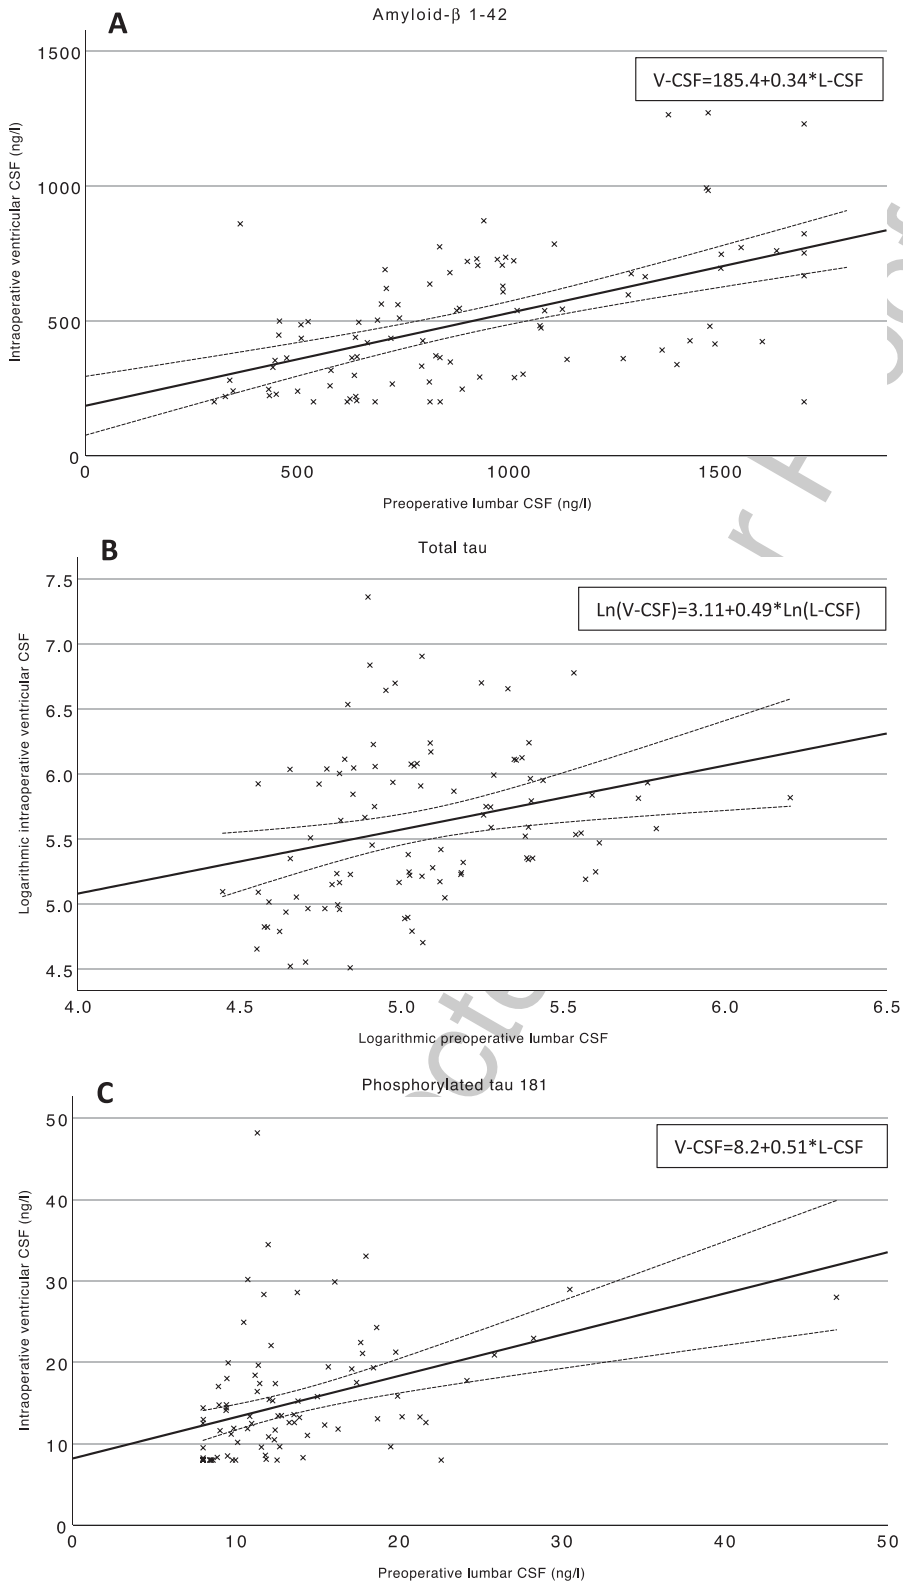 A
Amyloid-β 1-42
V-CSF=185.4+0.34*L-CSF
Intraoperative ventricular CSF (ng/l)
1500
1000
500
0
0 500 1000 1500
Preoperative lumbar CSF (ng/l)
B
Total tau
Ln(V-CSF)=3.11+0.49*Ln(L-CSF)
Logarithmic intraoperative ventricular CSF
7.5
7.0
6.5
6.0
5.5
5.0
4.5
4.0 4.5 5.0 5.5 6.0 6.5
Logarithmic preoperative lumbar CSF
C
Phosphorylated tau 181
V-CSF=8.2+0.51*L-CSF
Intraoperative ventricular CSF (ng/l)
50
40
30
20
10
0
0 10 20 30 40 50
Preoperative lumbar CSF (ng/l)